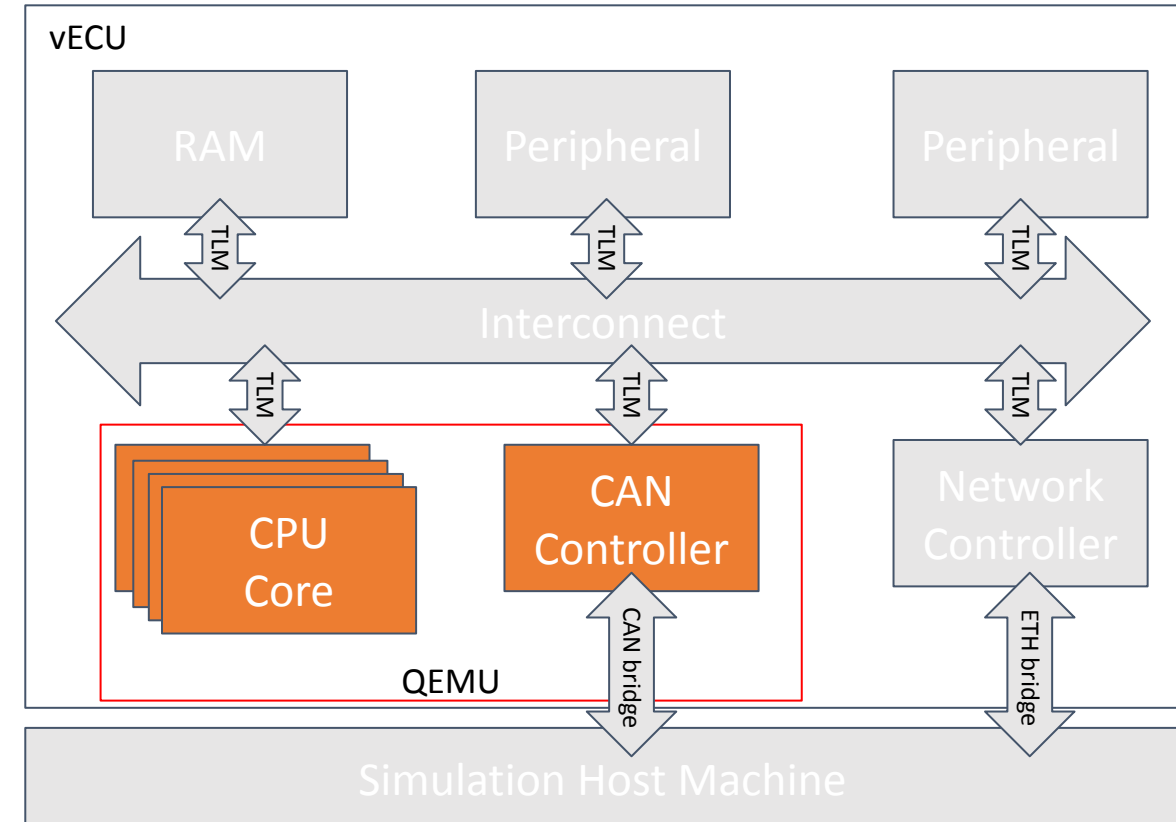 vECU
RAM
Peripheral
Peripheral
TLM
TLM
TLM
Interconnect
TLM
TLM
TLM
CPU
Core
CAN
Controller
Network
Controller
QEMU
CAN bridge
ETH bridge
Simulation Host Machine